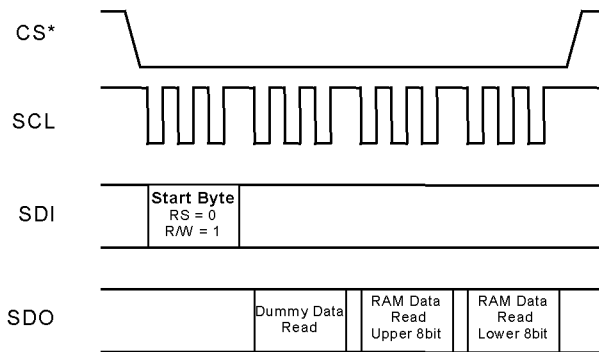 CS*
SCL
SDI
Start Byte
RS = 0
R/W = 1
SDO
Dummy Data
Read
RAM Data
Read
Upper 8bit
RAM Data
Read
Lower 8bit